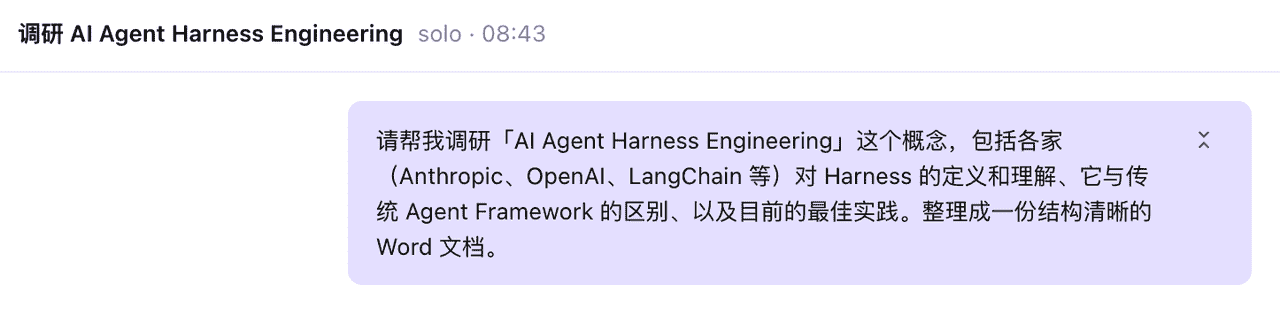 调研 AI Agent Harness Engineering solo · 08:43
请帮我调研「AI Agent Harness Engineering」这个概念，包括各家
（Anthropic、OpenAI、LangChain 等）对 Harness 的定义和理解、它与传
统 Agent Framework 的区别、以及目前的最佳实践。整理成一份结构清晰的
Word 文档。